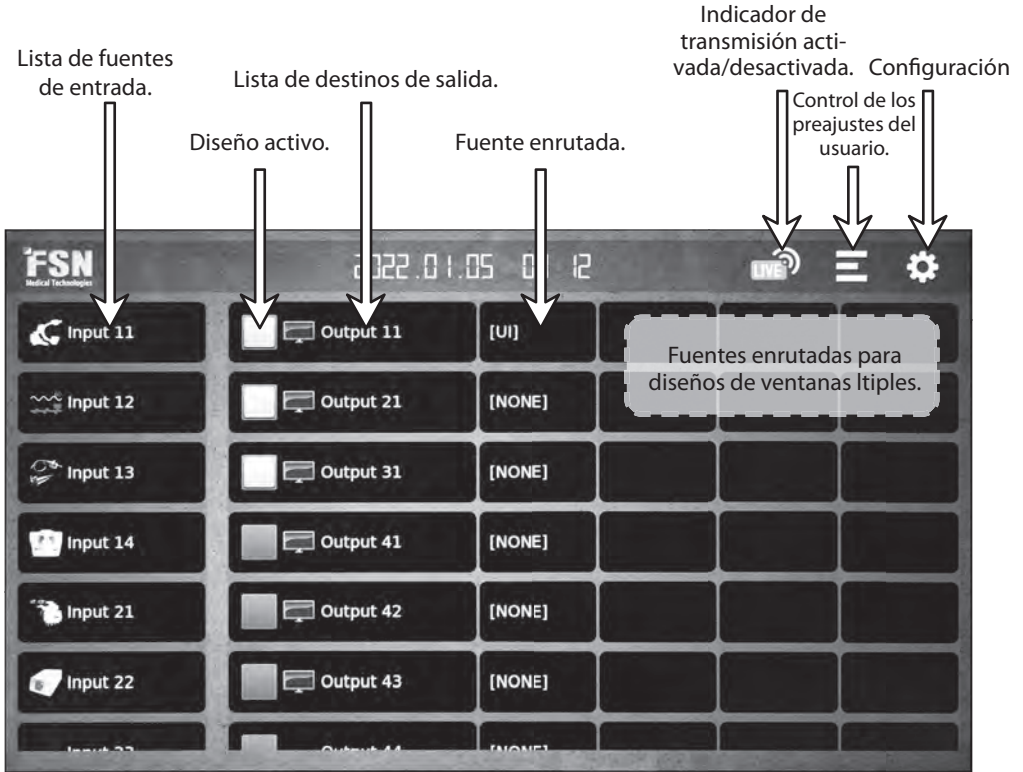 Indicador de
transmisión acti-
vada/desactivada.
Configuración
Lista de fuentes
de entrada.
Lista de destinos de salida.
Control de los
preajustes del
usuario.
Diseño activo.
Fuente enrutada.
FSN
Medical Technologies
2022.01.05
12
LIVE
Input 11
Output 11
[UI]
Fuentes enrutadas para
diseños de ventanas ltiples.
Input 12
Output 21
[NONE]
Input 13
Output 31
[NONE]
Input 14
Output 41
[NONE]
Input 21
Output 42
[NONE]
Input 22
Output 43
[NONE]